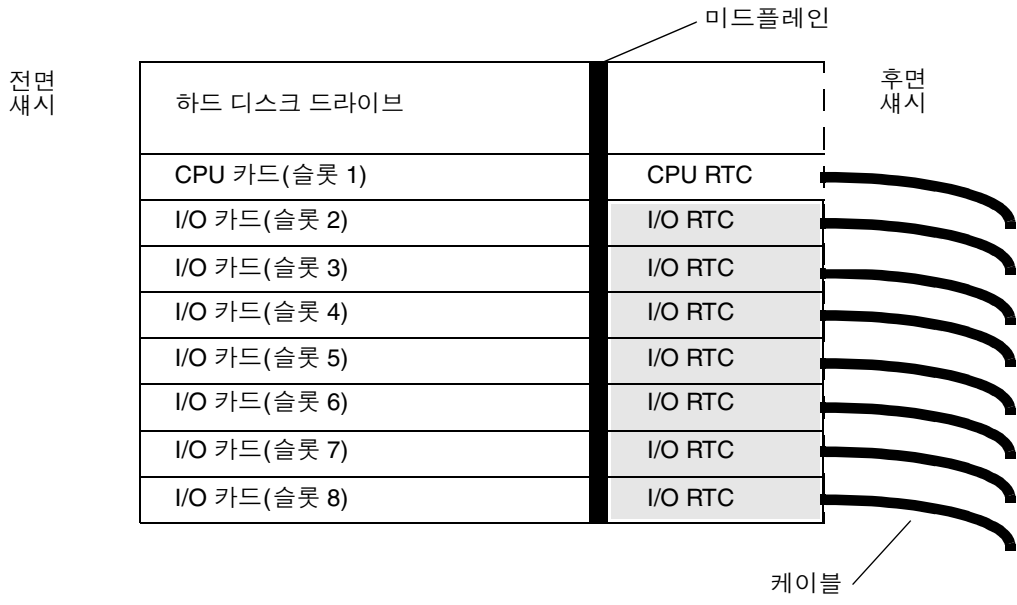 미드플레인
전면
섀시
후면
섀시
하드 디스크 드라이브
CPU 카드(슬롯 1)
CPU RTC
I/O 카드(슬롯 2)
I/O RTC
I/O 카드(슬롯 3)
I/O RTC
I/O 카드(슬롯 4)
I/O RTC
I/O 카드(슬롯 5)
I/O RTC
I/O 카드(슬롯 6)
I/O RTC
I/O 카드(슬롯 7)
I/O RTC
I/O 카드(슬롯 8)
I/O RTC
케이블